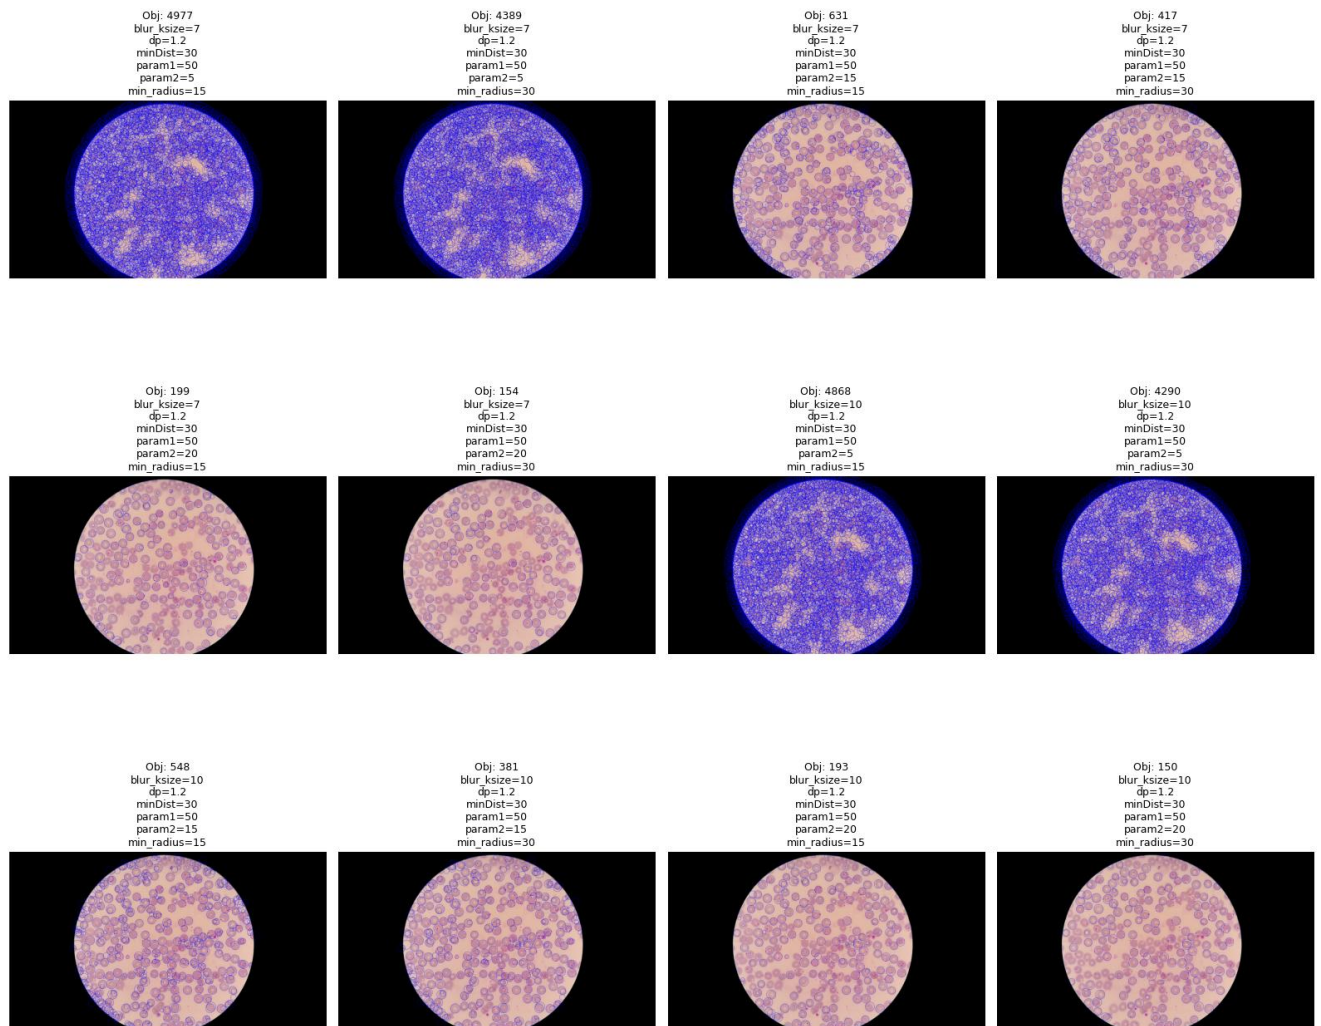 Obj: 4977
blur_ksize=7
dp=1.2
minDist=30
param1=50
param2=5
min_radius=15
Obj: 4389
blur_ksize=7
dp=1.2
minDist=30
param1=50
param2=5
min_radius=30
Obj: 631
blur_ksize=7
dp=1.2
minDist=30
param1=50
param2=15
min_radius=15
Obj: 417
blur_ksize=7
dp=1.2
minDist=30
param1=50
param2=15
min_radius=30
Obj: 199
blur_ksize=7
dp=1.2
minDist=30
param1=50
param2=20
min_radius=15
Obj: 154
blur_ksize=7
dp=1.2
minDist=30
param1=50
param2=20
min_radius=30
Obj: 4868
blur_ksize=10
dp=1.2
minDist=30
param1=50
param2=5
min_radius=15
Obj: 4290
blur_ksize=10
dp=1.2
minDist=30
param1=50
param2=5
min_radius=30
Obj: 548
blur_ksize=10
dp=1.2
minDist=30
param1=50
param2=15
min_radius=15
Obj: 381
blur_ksize=10
dp=1.2
minDist=30
param1=50
param2=15
min_radius=30
Obj: 193
blur_ksize=10
dp=1.2
minDist=30
param1=50
param2=20
min_radius=15
Obj: 150
blur_ksize=10
dp=1.2
minDist=30
param1=50
param2=20
min_radius=30